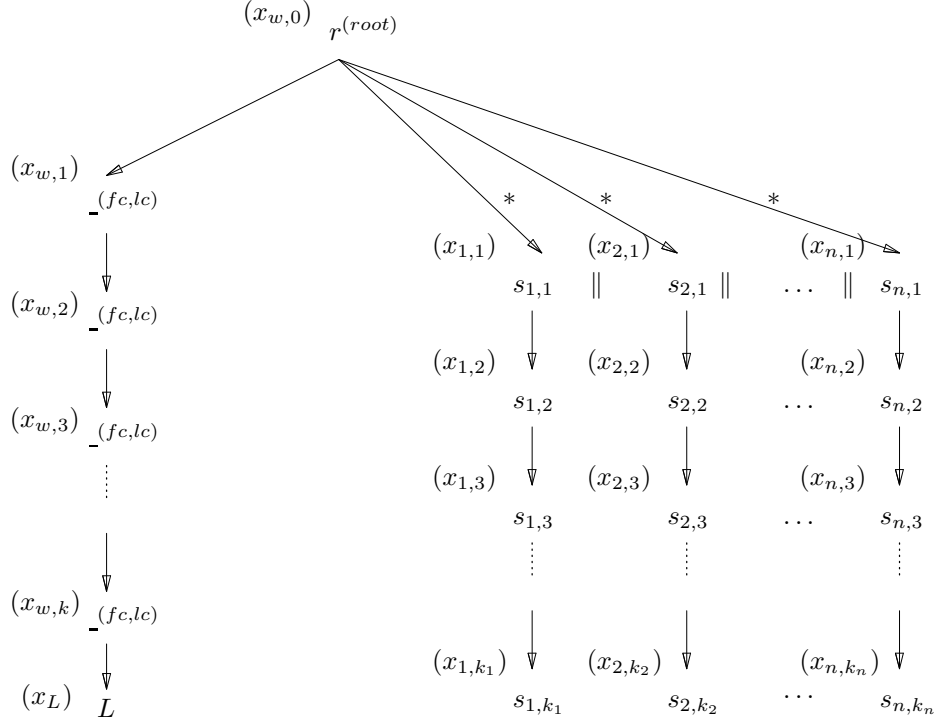 (x_{w,0}) r^{(root)}
(x_{w,1})
_^{(fc,lc)}
* * *
(x_{1,1}) (x_{2,1}) (x_{n,1})
s_{1,1} || s_{2,1} || ... || s_{n,1}
(x_{w,2}) _^{(fc,lc)}
(x_{1,2}) (x_{2,2}) (x_{n,2})
s_{1,2} s_{2,2} ... s_{n,2}
(x_{w,3}) _^{(fc,lc)}
(x_{1,3}) (x_{2,3}) (x_{n,3})
s_{1,3} s_{2,3} ... s_{n,3}
(x_{w,k}) _^{(fc,lc)}
(x_{1,k_1}) (x_{2,k_2}) (x_{n,k_n})
(x_L) L s_{1,k_1} s_{2,k_2} ... s_{n,k_n}